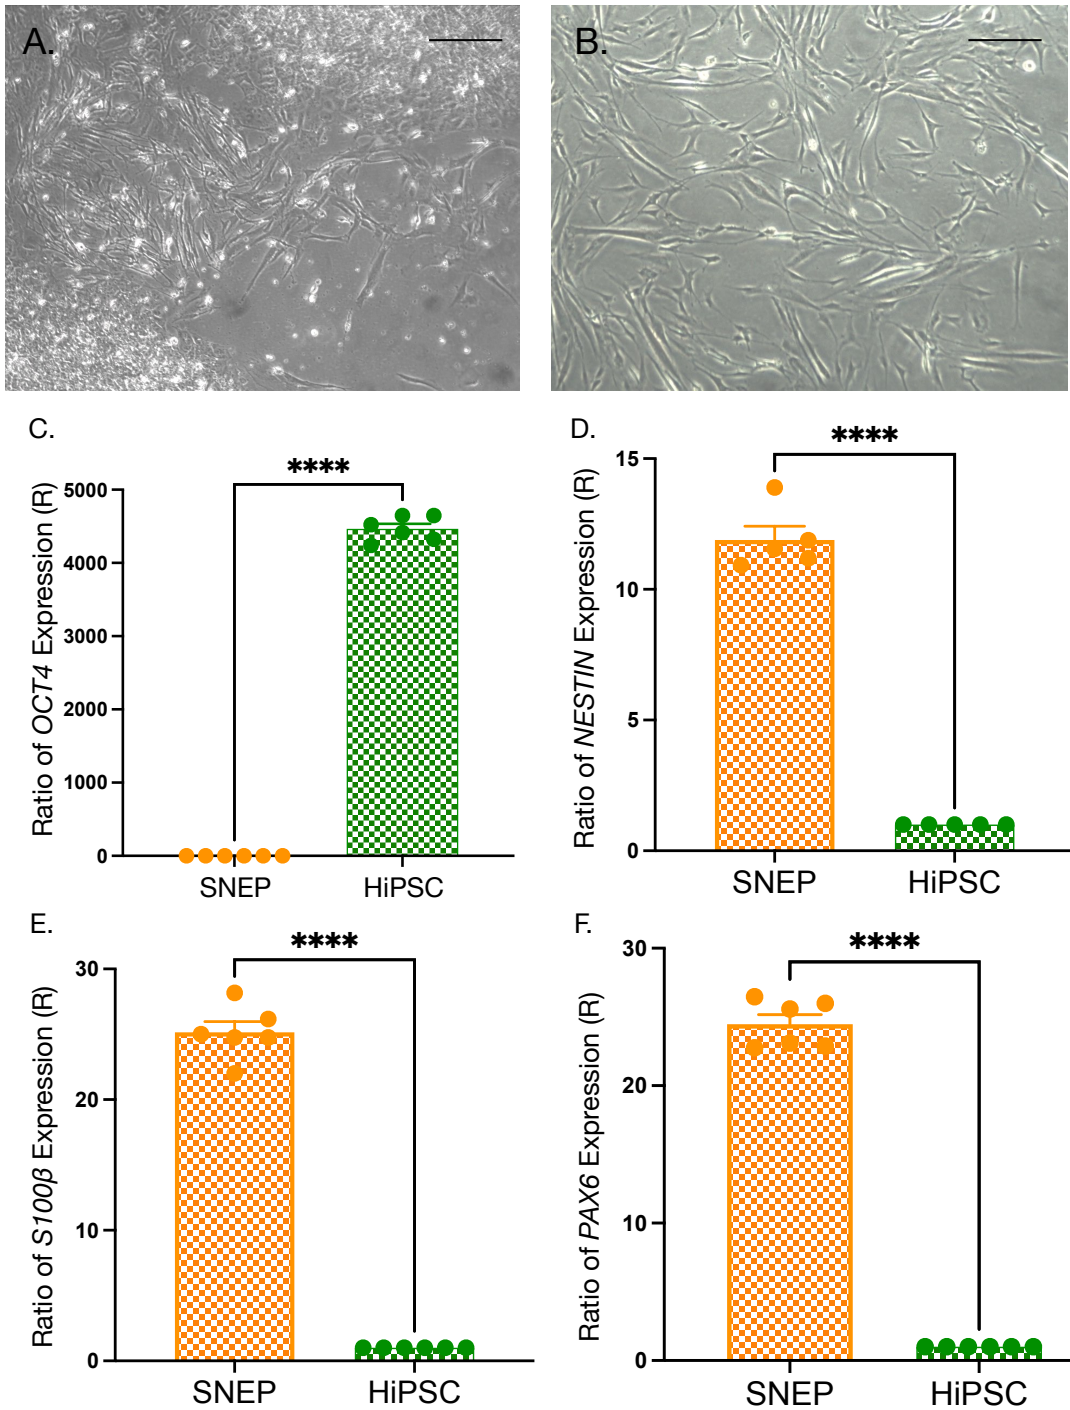 A.
B.
C.
****
Ratio of OCT4 Expression (R)
5000
4000
3000
2000
1000
0
SNEP
HiPSC
D.
****
Ratio of NESTIN Expression (R)
15
10
5
0
SNEP
HiPSC
E.
****
Ratio of S100β Expression (R)
30
20
10
0
SNEP
HiPSC
F.
****
Ratio of PAX6 Expression (R)
30
20
10
0
SNEP
HiPSC